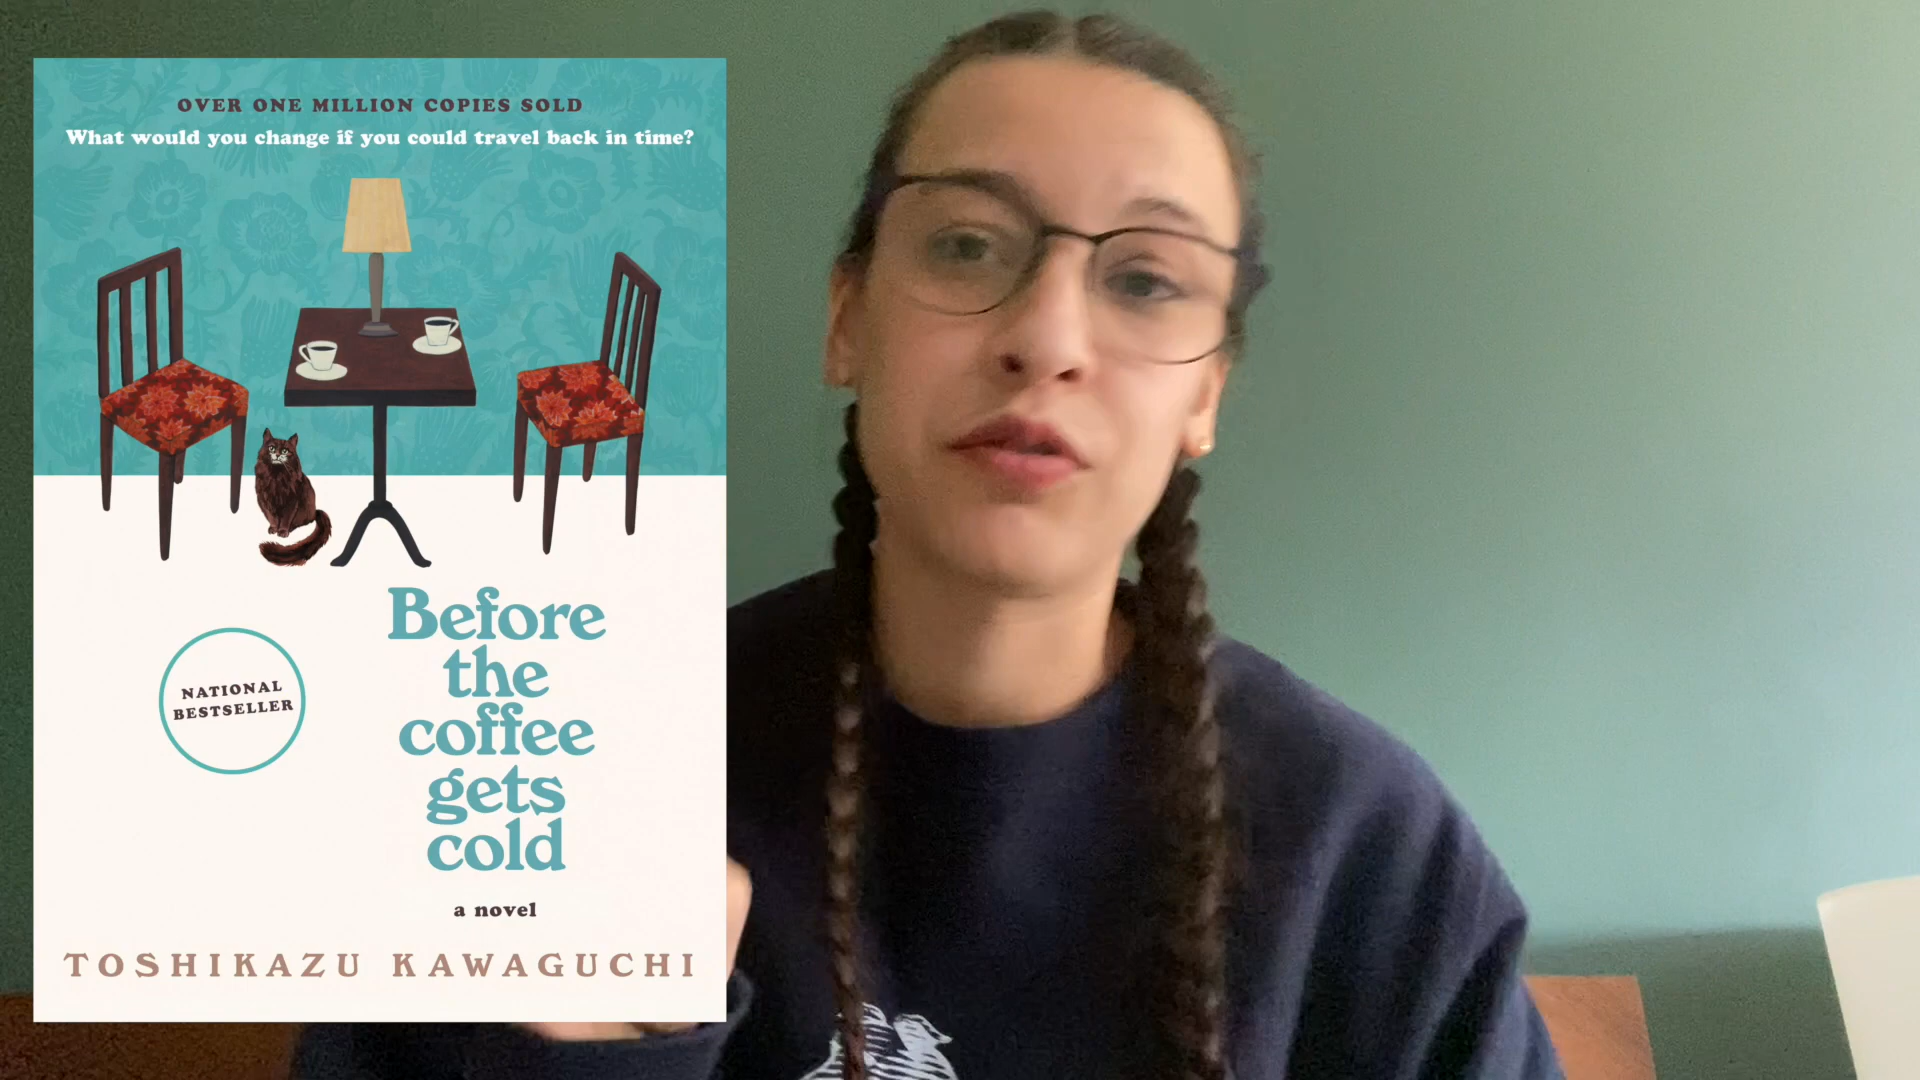 OVER ONE MILLION COPIES SOLD
What would you change if you could travel back in time?
NATIONAL
BESTSELLER
Before
the
coffee
gets
cold
a novel
TOSHIKAZU KAWAGUCHI